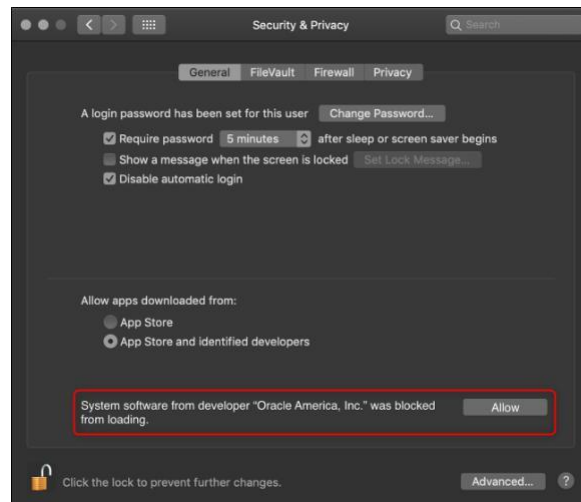 Security & Privacy
Search
General FileVault Firewall Privacy
A login password has been set for this user Change Password...
Require password 5 minutes after sleep or screen saver begins
Show a message when the screen is locked Set Lock Message...
Disable automatic login
Allow apps downloaded from:
App Store
App Store and identified developers
System software from developer "Oracle America, Inc." was blocked Allow
from loading.
Click the lock to prevent further changes. Advanced... ?